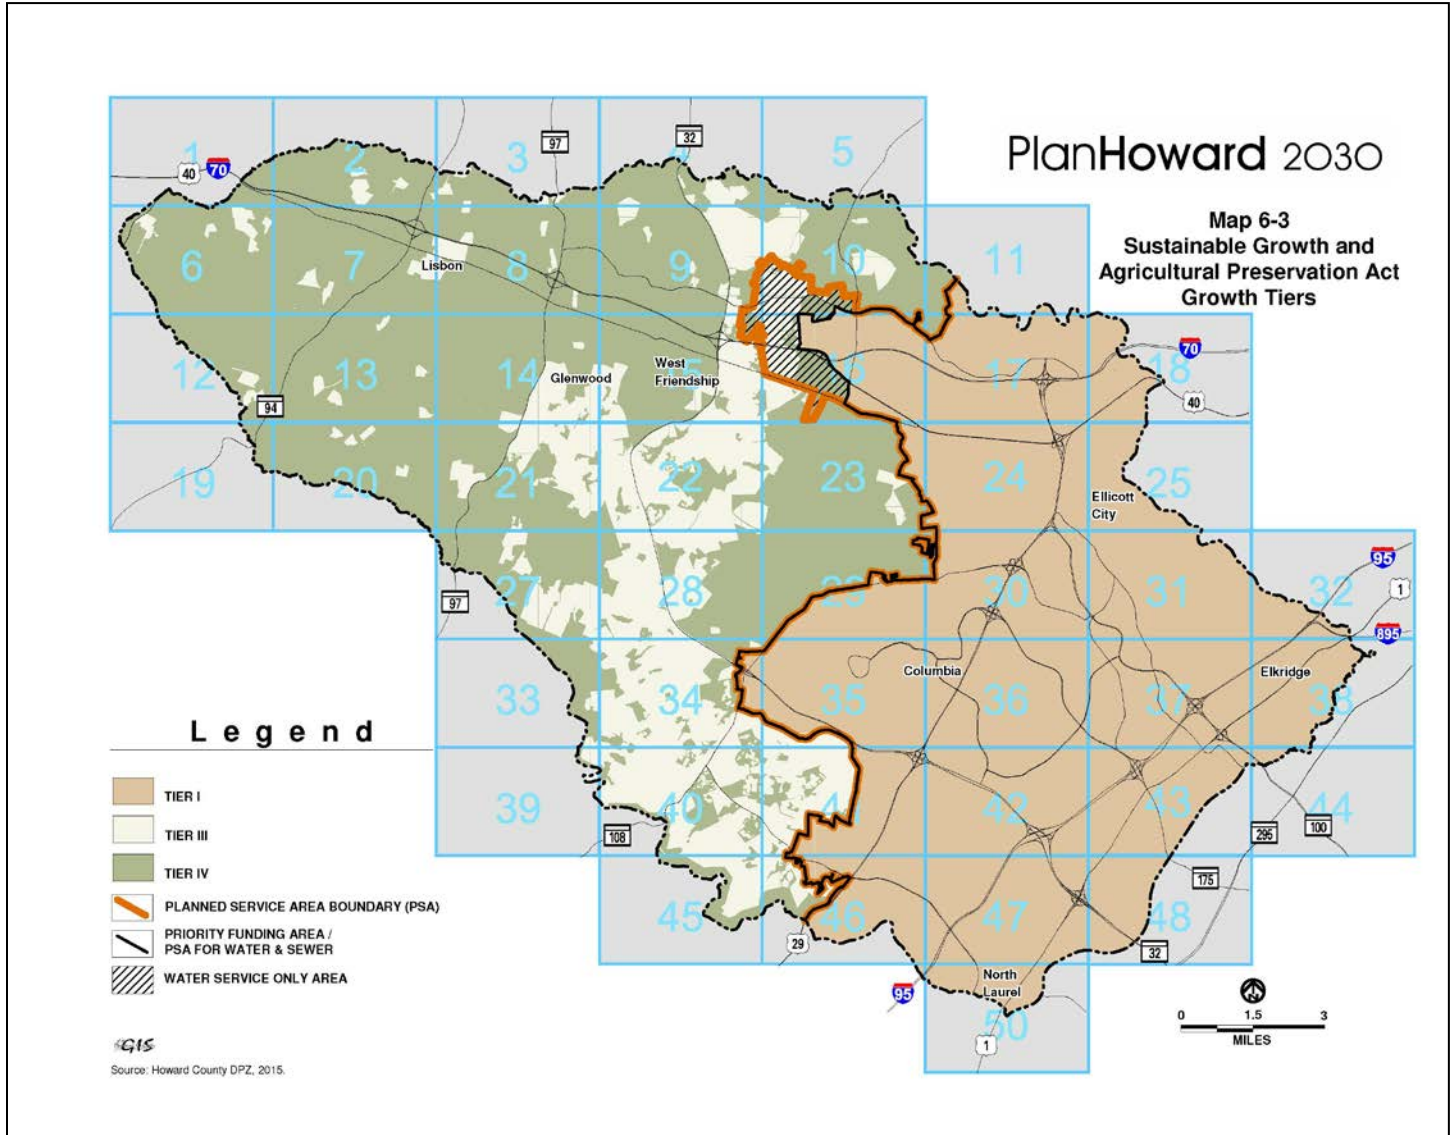 PlanHoward 2030
Map 6-3
Sustainable Growth and
Agricultural Preservation Act
Growth Tiers
1
2
3
4
5
40
70
97
32
6
7
8
9
10
11
Lisbon
12
13
14
15
16
17
18
94
Glenwood
West
Friendship
70
40
19
20
21
22
23
24
25
Ellicott
City
27
28
29
30
31
32
97
95
1
895
33
34
35
36
37
38
Columbia
Elkridge
39
40
41
42
43
44
108
295
100
45
46
47
48
29
175
32
95
North
Laurel
50
1
Legend
TIER I
TIER III
TIER IV
PLANNED SERVICE AREA BOUNDARY (PSA)
PRIORITY FUNDING AREA /
PSA FOR WATER & SEWER
WATER SERVICE ONLY AREA
0 1.5 3
MILES
GIS
Source: Howard County DPZ, 2015.